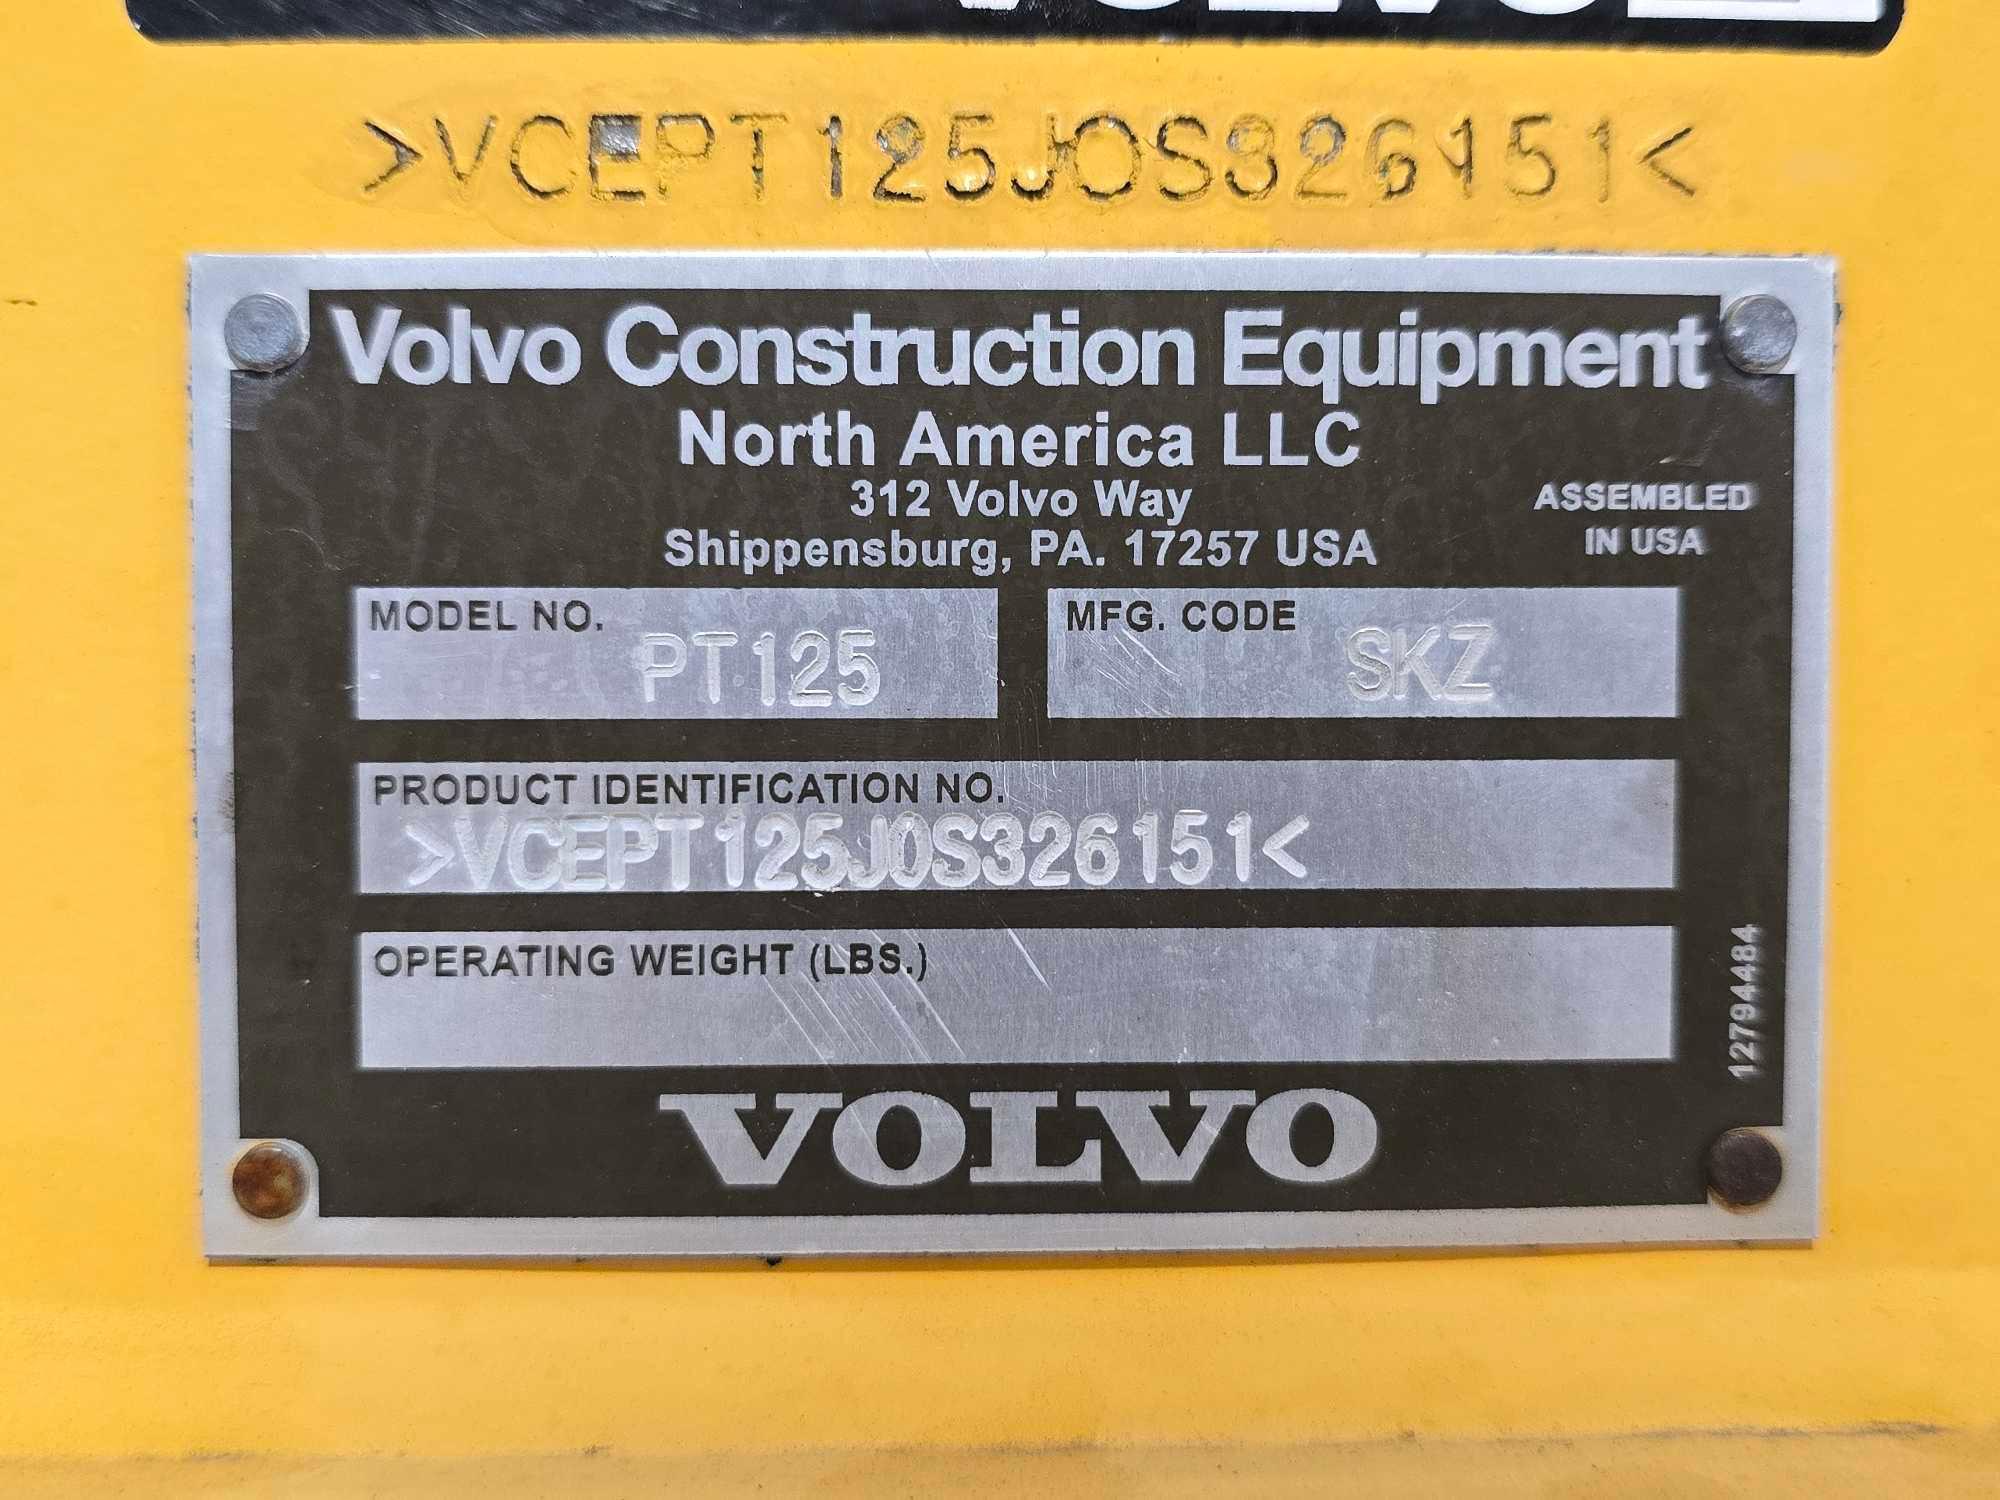 VOLVO
>VCEPT125J0S326151<
Volvo Construction Equipment
North America LLC
312 Volvo Way
Shippensburg, PA. 17257 USA
ASSEMBLED
IN USA
MODEL NO.
PT125
MFG. CODE
SKZ
PRODUCT IDENTIFICATION NO.
>VCEPT125J0S326151<
OPERATING WEIGHT (LBS.)
12794484
VOLVO